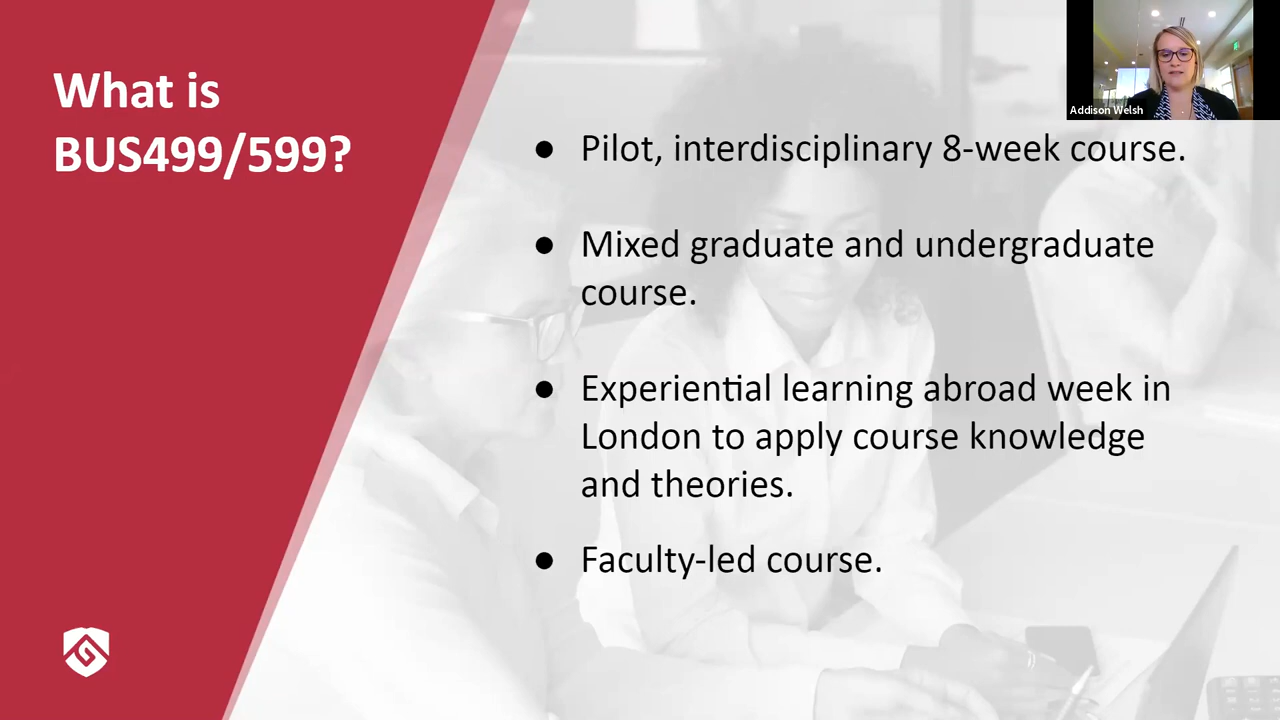 What is
BUS499/599?
Addison Welsh
● Pilot, interdisciplinary 8-week course.
● Mixed graduate and undergraduate
course.
● Experiential learning abroad week in
London to apply course knowledge
and theories.
● Faculty-led course.